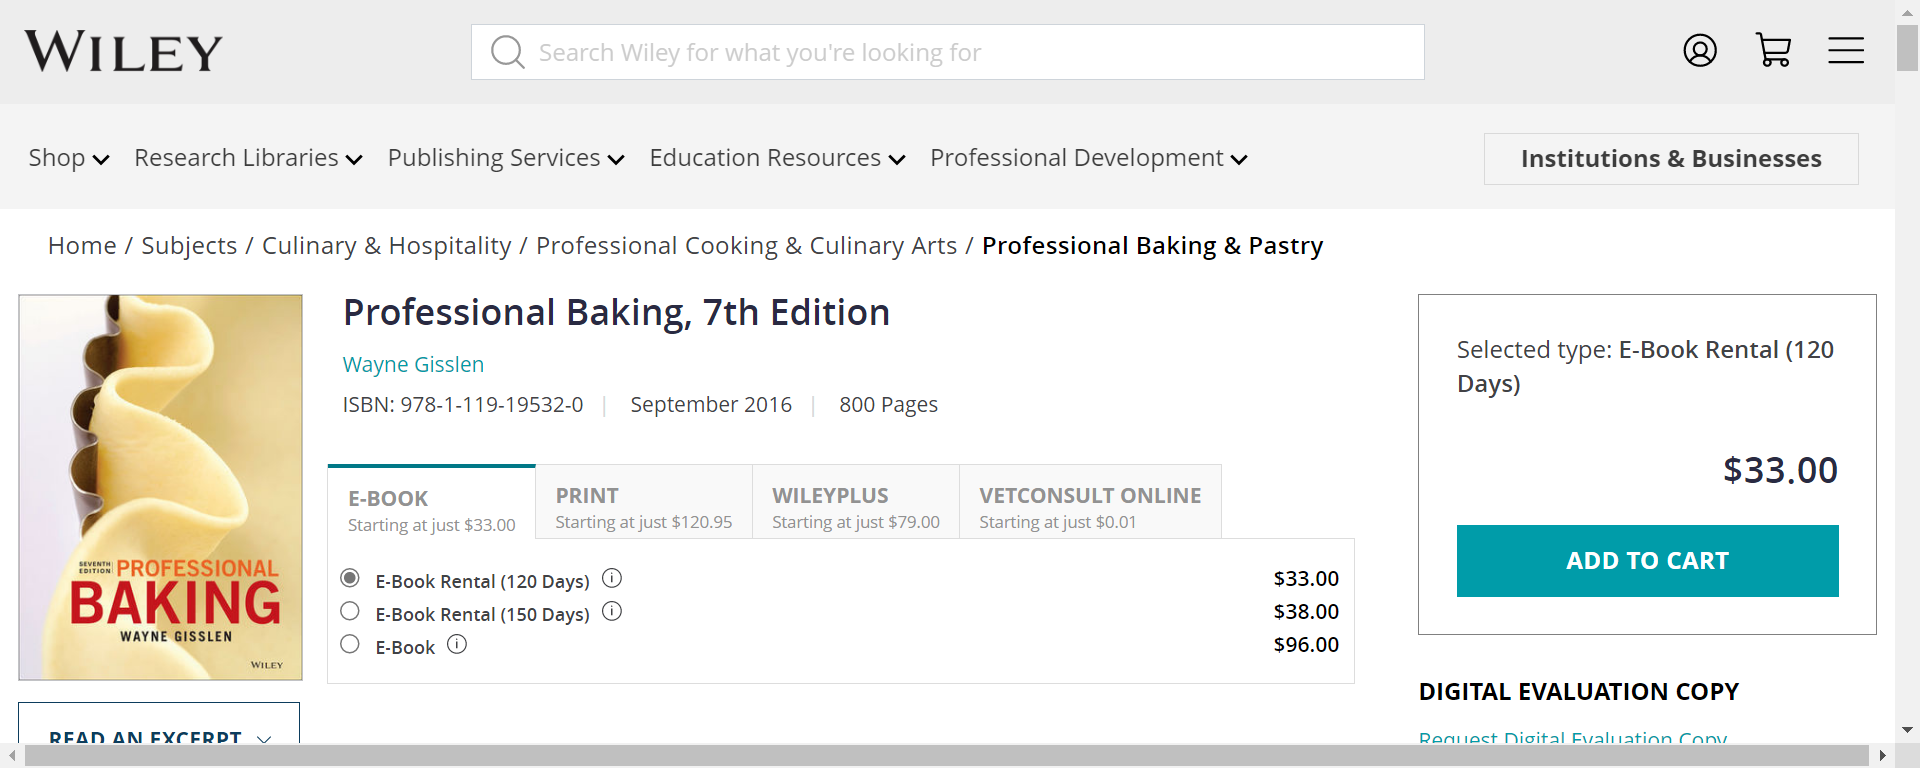 WILEY
Search Wiley for what you're looking for
Shop
Research Libraries
Publishing Services
Education Resources
Professional Development
Institutions & Businesses
Home / Subjects / Culinary & Hospitality / Professional Cooking & Culinary Arts / Professional Baking & Pastry
SEVENTH
EDITION
PROFESSIONAL
BAKING
WAYNE GISSLEN
WILEY
READ AN EXCERPT
Professional Baking, 7th Edition
Wayne Gisslen
ISBN: 978-1-119-19532-0 | September 2016 | 800 Pages
E-BOOK
Starting at just $33.00
PRINT
Starting at just $120.95
WILEYPLUS
Starting at just $79.00
VETCONSULT ONLINE
Starting at just $0.01
E-Book Rental (120 Days) $33.00
E-Book Rental (150 Days) $38.00
E-Book $96.00
Selected type: E-Book Rental (120
Days)
$33.00
ADD TO CART
DIGITAL EVALUATION COPY
Request Digital Evaluation Copy